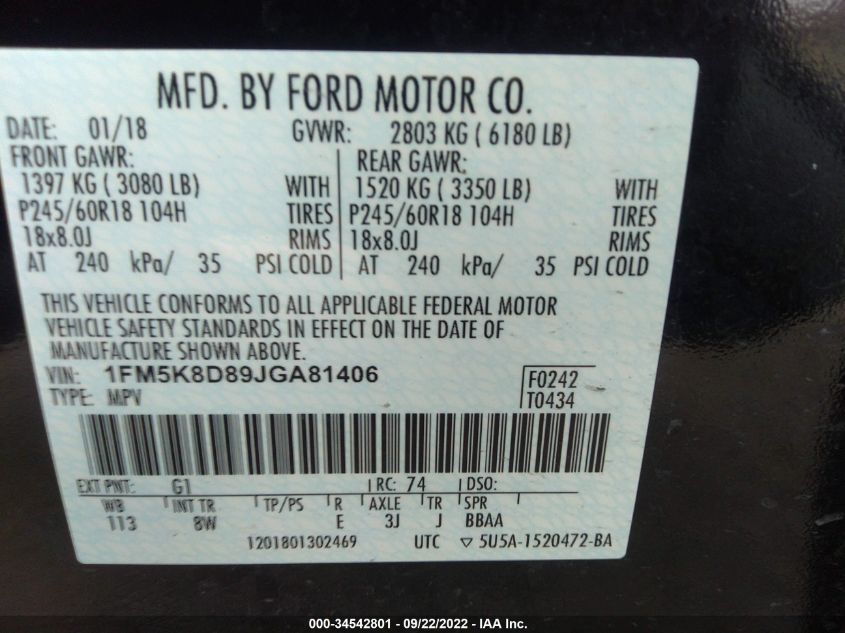 MFD. BY FORD MOTOR CO.
DATE: 01/18 GVWR: 2803 KG ( 6180 LB)
FRONT GAWR: REAR GAWR:
1397 KG ( 3080 LB) WITH 1520 KG ( 3350 LB) WITH
P245/60R18 104H TIRES P245/60R18 104H TIRES
18x8.0J RIMS 18x8.0J RIMS
AT 240 kPa/ 35 PSI COLD AT 240 kPa/ 35 PSI COLD
THIS VEHICLE CONFORMS TO ALL APPLICABLE FEDERAL MOTOR
VEHICLE SAFETY STANDARDS IN EFFECT ON THE DATE OF
MANUFACTURE SHOWN ABOVE.
VIN: 1FM5K8D89JGA81406 F0242
TYPE: MPV T0434
EXT PNT: G1 RC: 74 DSO:
WB INT TR TP/PS R AXLE TR SPR
113 8W E 3J J BBAA
1201801302469 UTC ▽ 5U5A-1520472-BA
000-34542801 - 09/22/2022 - IAA Inc.